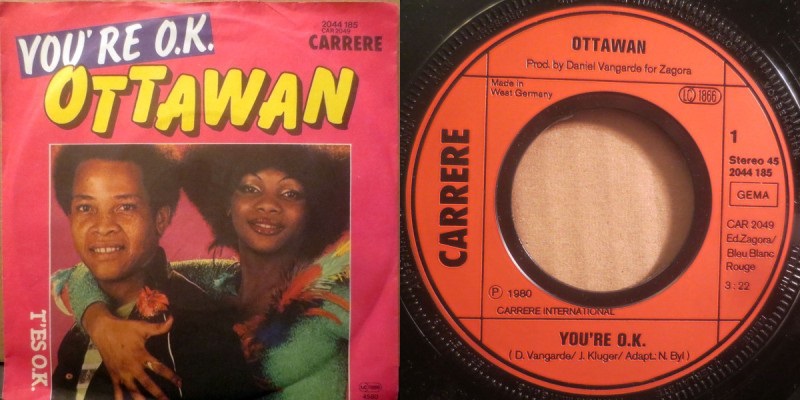 YOU'RE O.K.
OTTAWAN
2044 185
CAR 2049
CARRERE
T'ES O.K.
OTTAWAN
Prod. by Daniel Vangarde for Zagora
Made in
West Germany
LC 1866
CARRERE
1
Stereo 45
2044 185
GEMA
CAR 2049
Ed.Zagora/
Bleu Blanc
Rouge
3:22
P 1980
CARRERE INTERNATIONAL
YOU'RE O.K.
( D. Vangarde/ J. Kluger/ Adapt.: N. Byl )